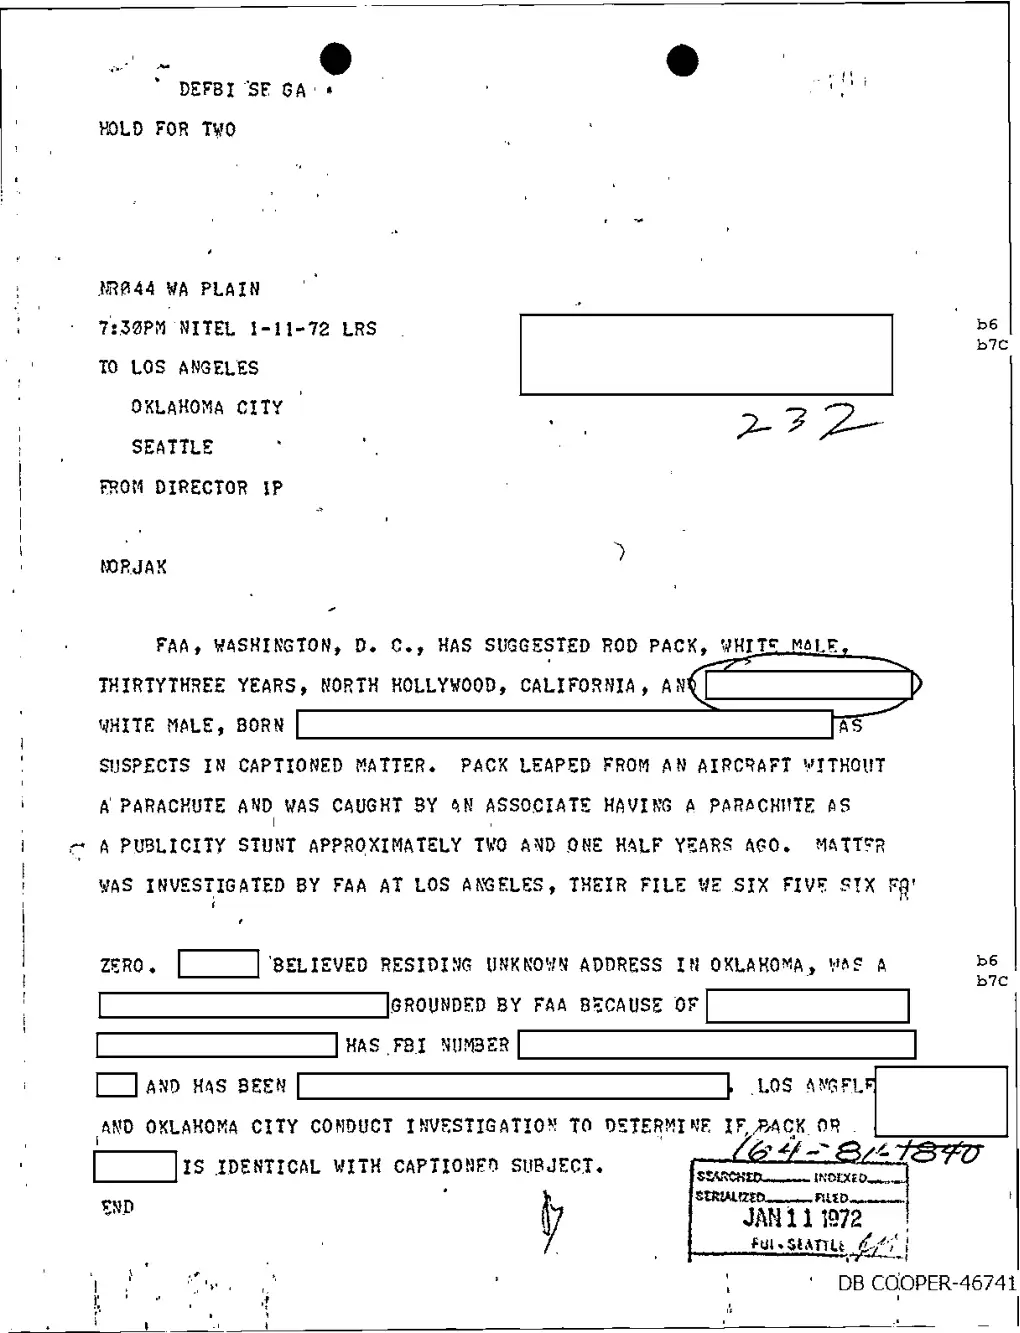 DEFBI SE GA
HOLD FOR TWO
NR044 WA PLAIN
7:30PM NITEL 1-11-72 LRS
b6
b7C
TO LOS ANGELES
OKLAHOMA CITY
232
SEATTLE
FROM DIRECTOR 1P
NORJAK
FAA, WASHINGTON, D. C., HAS SUGGESTED ROD PACK, WHITE MALE,
THIRTYTHREE YEARS, NORTH HOLLYWOOD, CALIFORNIA, AND
WHITE MALE, BORN AS
SUSPECTS IN CAPTIONED MATTER. PACK LEAPED FROM AN AIRCRAFT WITHOUT
A PARACHUTE AND WAS CAUGHT BY AN ASSOCIATE HAVING A PARACHUTE AS
A PUBLICITY STUNT APPROXIMATELY TWO AND ONE HALF YEARS AGO. MATTER
WAS INVESTIGATED BY FAA AT LOS ANGELES, THEIR FILE WE SIX FIVE SIX
ZERO. BELIEVED RESIDING UNKNOWN ADDRESS IN OKLAHOMA, WAS A
b6
b7C
GROUNDED BY FAA BECAUSE OF
HAS FBI NUMBER
AND HAS BEEN . LOS ANGELE
AND OKLAHOMA CITY CONDUCT INVESTIGATION TO DETERMINE IF PACK OR
164-81-1840
IS IDENTICAL WITH CAPTIONED SUBJECT.
SEARCHED INDEXED
SERIALIZED FILED
END
JAN 11 1972
FBI - SEATTLE
DB COOPER-46741